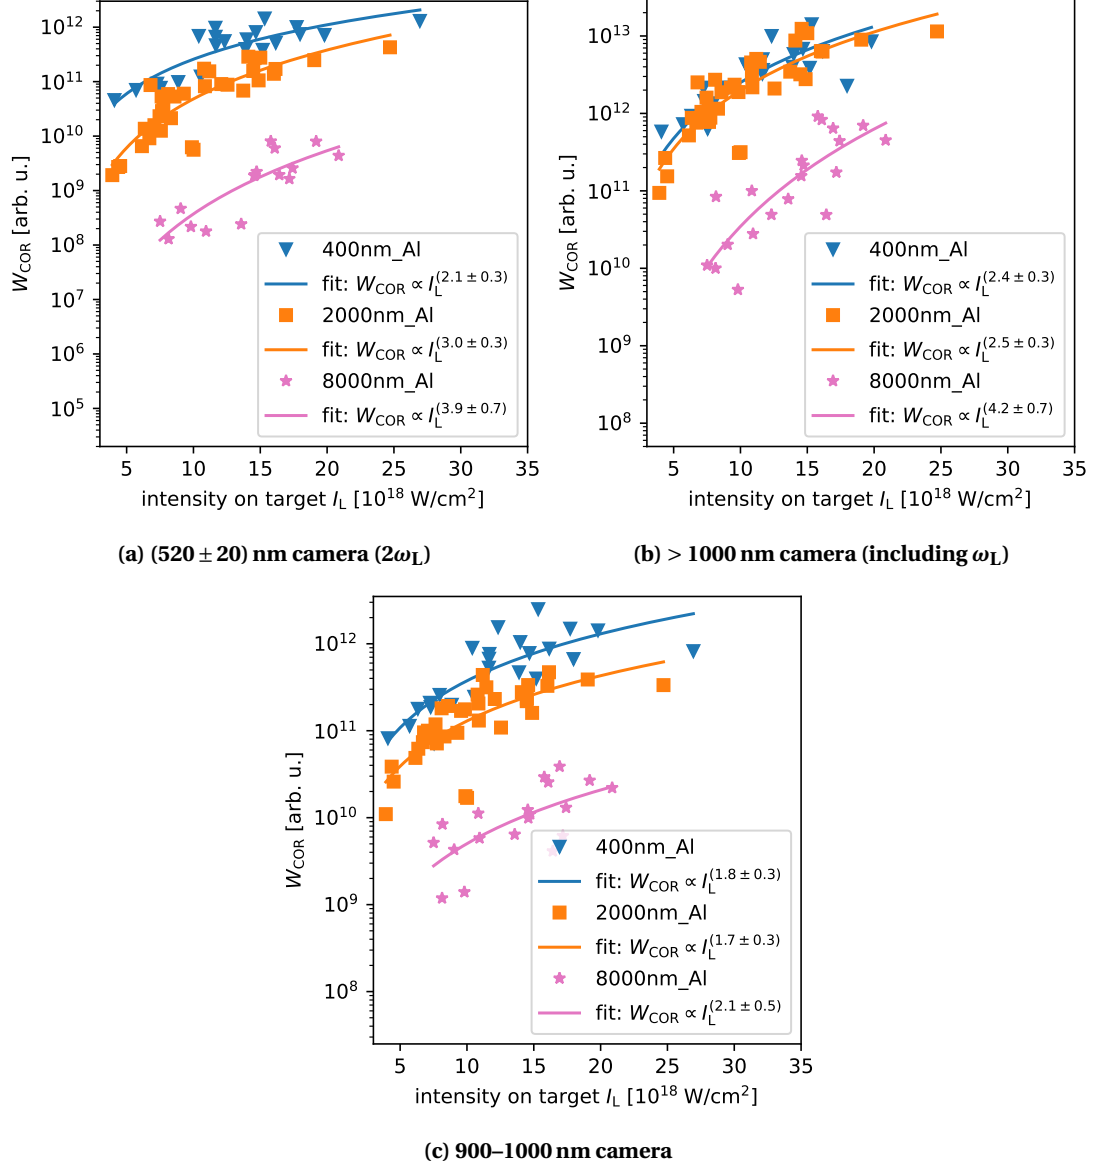 10^12
10^11
10^10
10^9
10^8
10^7
10^6
10^5
W_COR [arb. u.]
400nm_Al
fit: W_COR ∝ I_L^(2.1 ± 0.3)
2000nm_Al
fit: W_COR ∝ I_L^(3.0 ± 0.3)
8000nm_Al
fit: W_COR ∝ I_L^(3.9 ± 0.7)
5 10 15 20 25 30 35
intensity on target I_L [10^18 W/cm^2]
(a) (520 ± 20) nm camera (2ω_L)
10^13
10^12
10^11
10^10
10^9
10^8
W_COR [arb. u.]
400nm_Al
fit: W_COR ∝ I_L^(2.4 ± 0.3)
2000nm_Al
fit: W_COR ∝ I_L^(2.5 ± 0.3)
8000nm_Al
fit: W_COR ∝ I_L^(4.2 ± 0.7)
5 10 15 20 25 30 35
intensity on target I_L [10^18 W/cm^2]
(b) > 1000 nm camera (including ω_L)
10^12
10^11
10^10
10^9
10^8
W_COR [arb. u.]
400nm_Al
fit: W_COR ∝ I_L^(1.8 ± 0.3)
2000nm_Al
fit: W_COR ∝ I_L^(1.7 ± 0.3)
8000nm_Al
fit: W_COR ∝ I_L^(2.1 ± 0.5)
5 10 15 20 25 30 35
intensity on target I_L [10^18 W/cm^2]
(c) 900–1000 nm camera